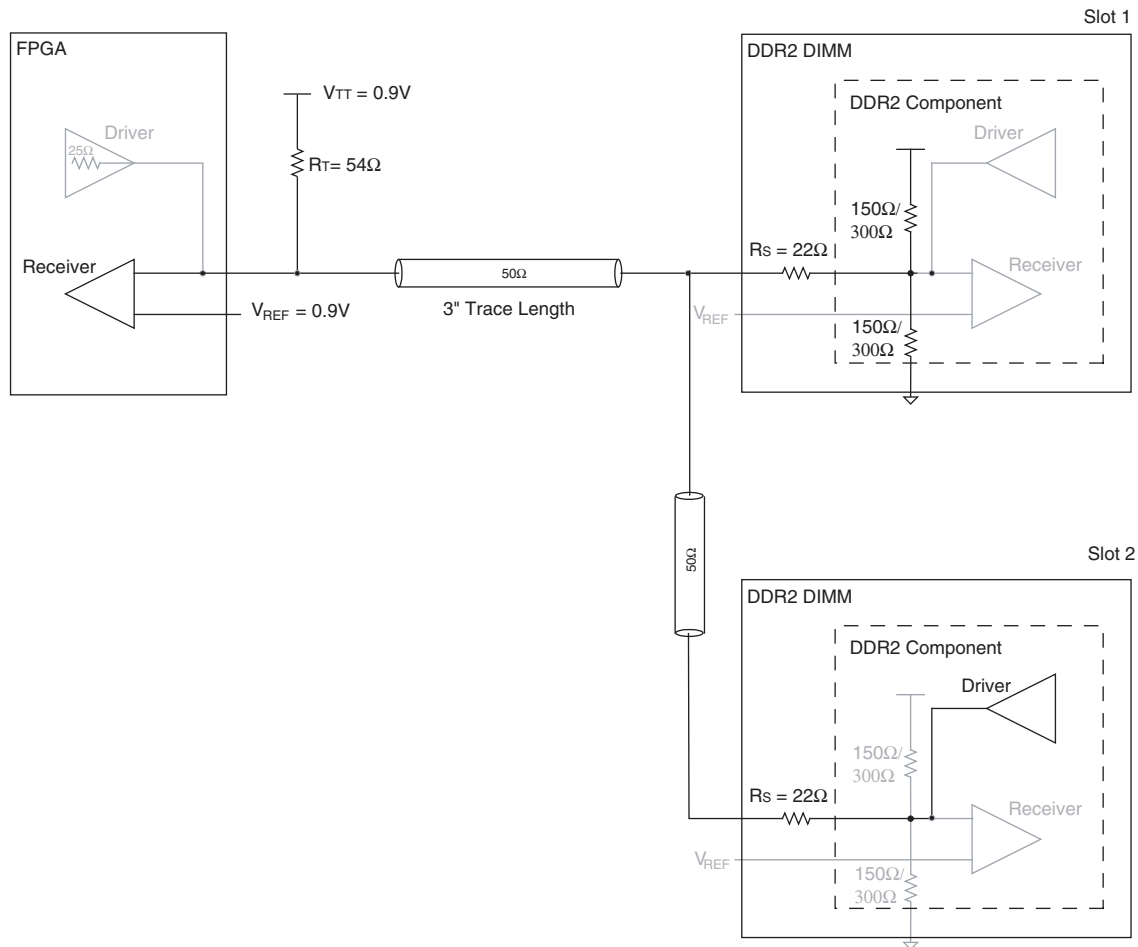 Slot 1
FPGA
DDR2 DIMM
VTT = 0.9V
DDR2 Component
Driver
25Ω
Driver
RT= 54Ω
150Ω/
300Ω
RS = 22Ω
Receiver
50Ω
Receiver
3" Trace Length
VREF = 0.9V
VREF
150Ω/
300Ω
50Ω
Slot 2
DDR2 DIMM
DDR2 Component
Driver
150Ω/
300Ω
RS = 22Ω
Receiver
VREF
150Ω/
300Ω